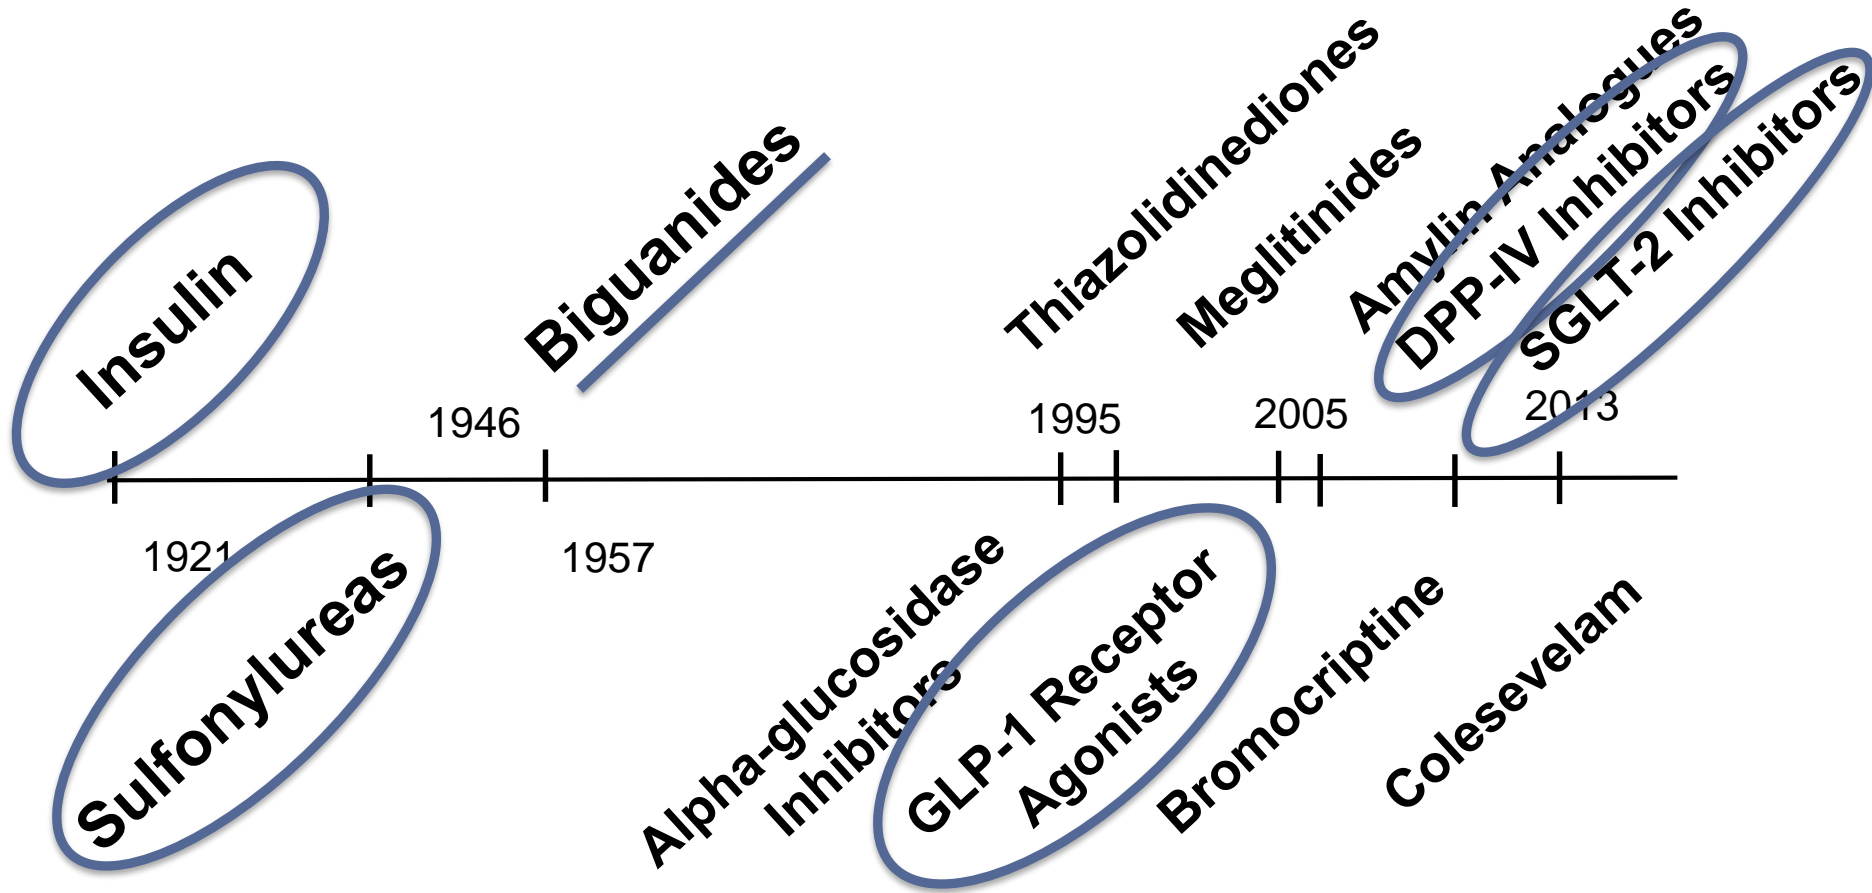 Insulin
Biguanides
Thiazolidinediones
Meglitinides
Amylin Analogues
DPP-IV Inhibitors
SGLT-2 Inhibitors
1946
1995
2005
2013
1921
1957
Sulfonylureas
Alpha-glucosidase
Inhibitors
GLP-1 Receptor
Agonists
Bromocriptine
Colesevelam